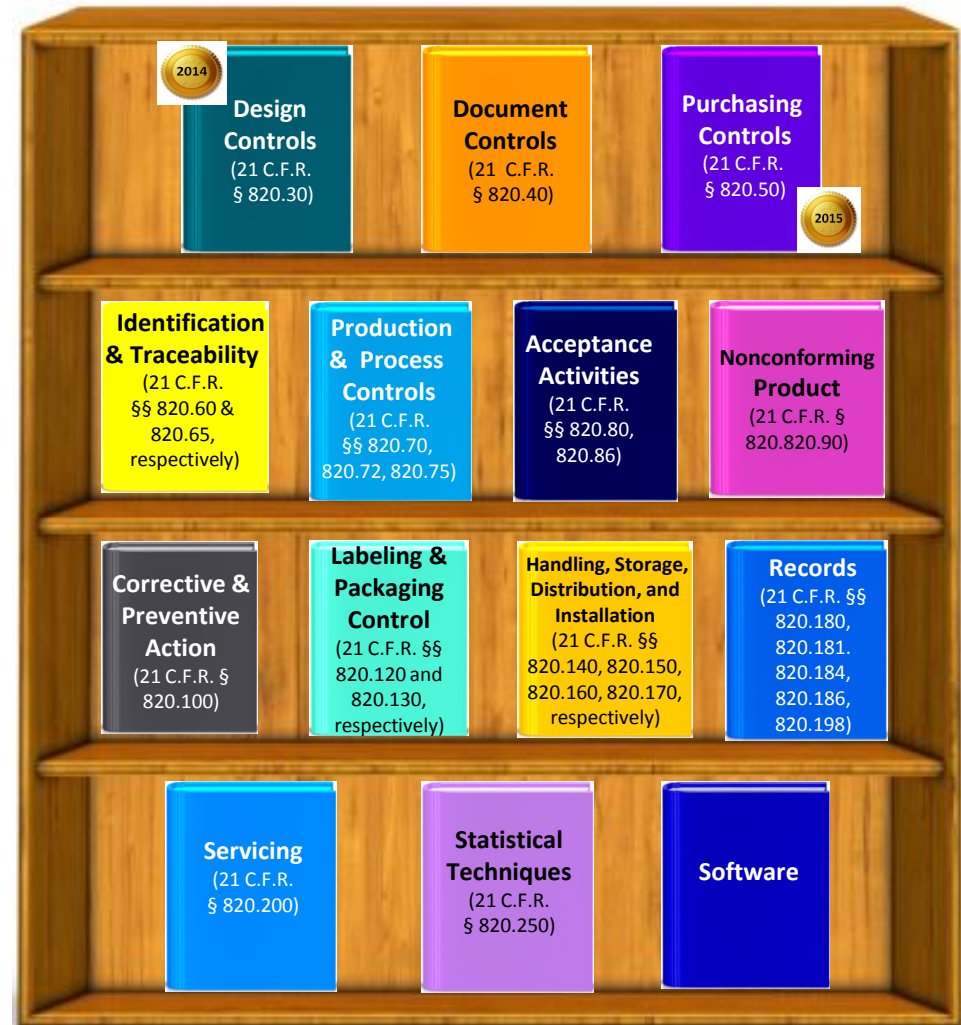 2014
Design
Controls
(21 C.F.R.
§ 820.30)
Document
Controls
(21 C.F.R.
§ 820.40)
Purchasing
Controls
(21 C.F.R.
§ 820.50)
2015
Identification
& Traceability
(21 C.F.R.
§§ 820.60 &
820.65,
respectively)
Production
& Process
Controls
(21 C.F.R.
§§ 820.70,
820.72, 820.75)
Acceptance
Activities
(21 C.F.R.
§§ 820.80,
820.86)
Nonconforming
Product
(21 C.F.R. §
820.820.90)
Corrective &
Preventive
Action
(21 C.F.R. §
820.100)
Labeling &
Packaging
Control
(21 C.F.R. §§
820.120 and
820.130,
respectively)
Handling, Storage,
Distribution, and
Installation
(21 C.F.R. §§
820.140, 820.150,
820.160, 820.170,
respectively)
Records
(21 C.F.R. §§
820.180,
820.181.
820.184,
820.186,
820.198)
Servicing
(21 C.F.R.
§ 820.200)
Statistical
Techniques
(21 C.F.R.
§ 820.250)
Software